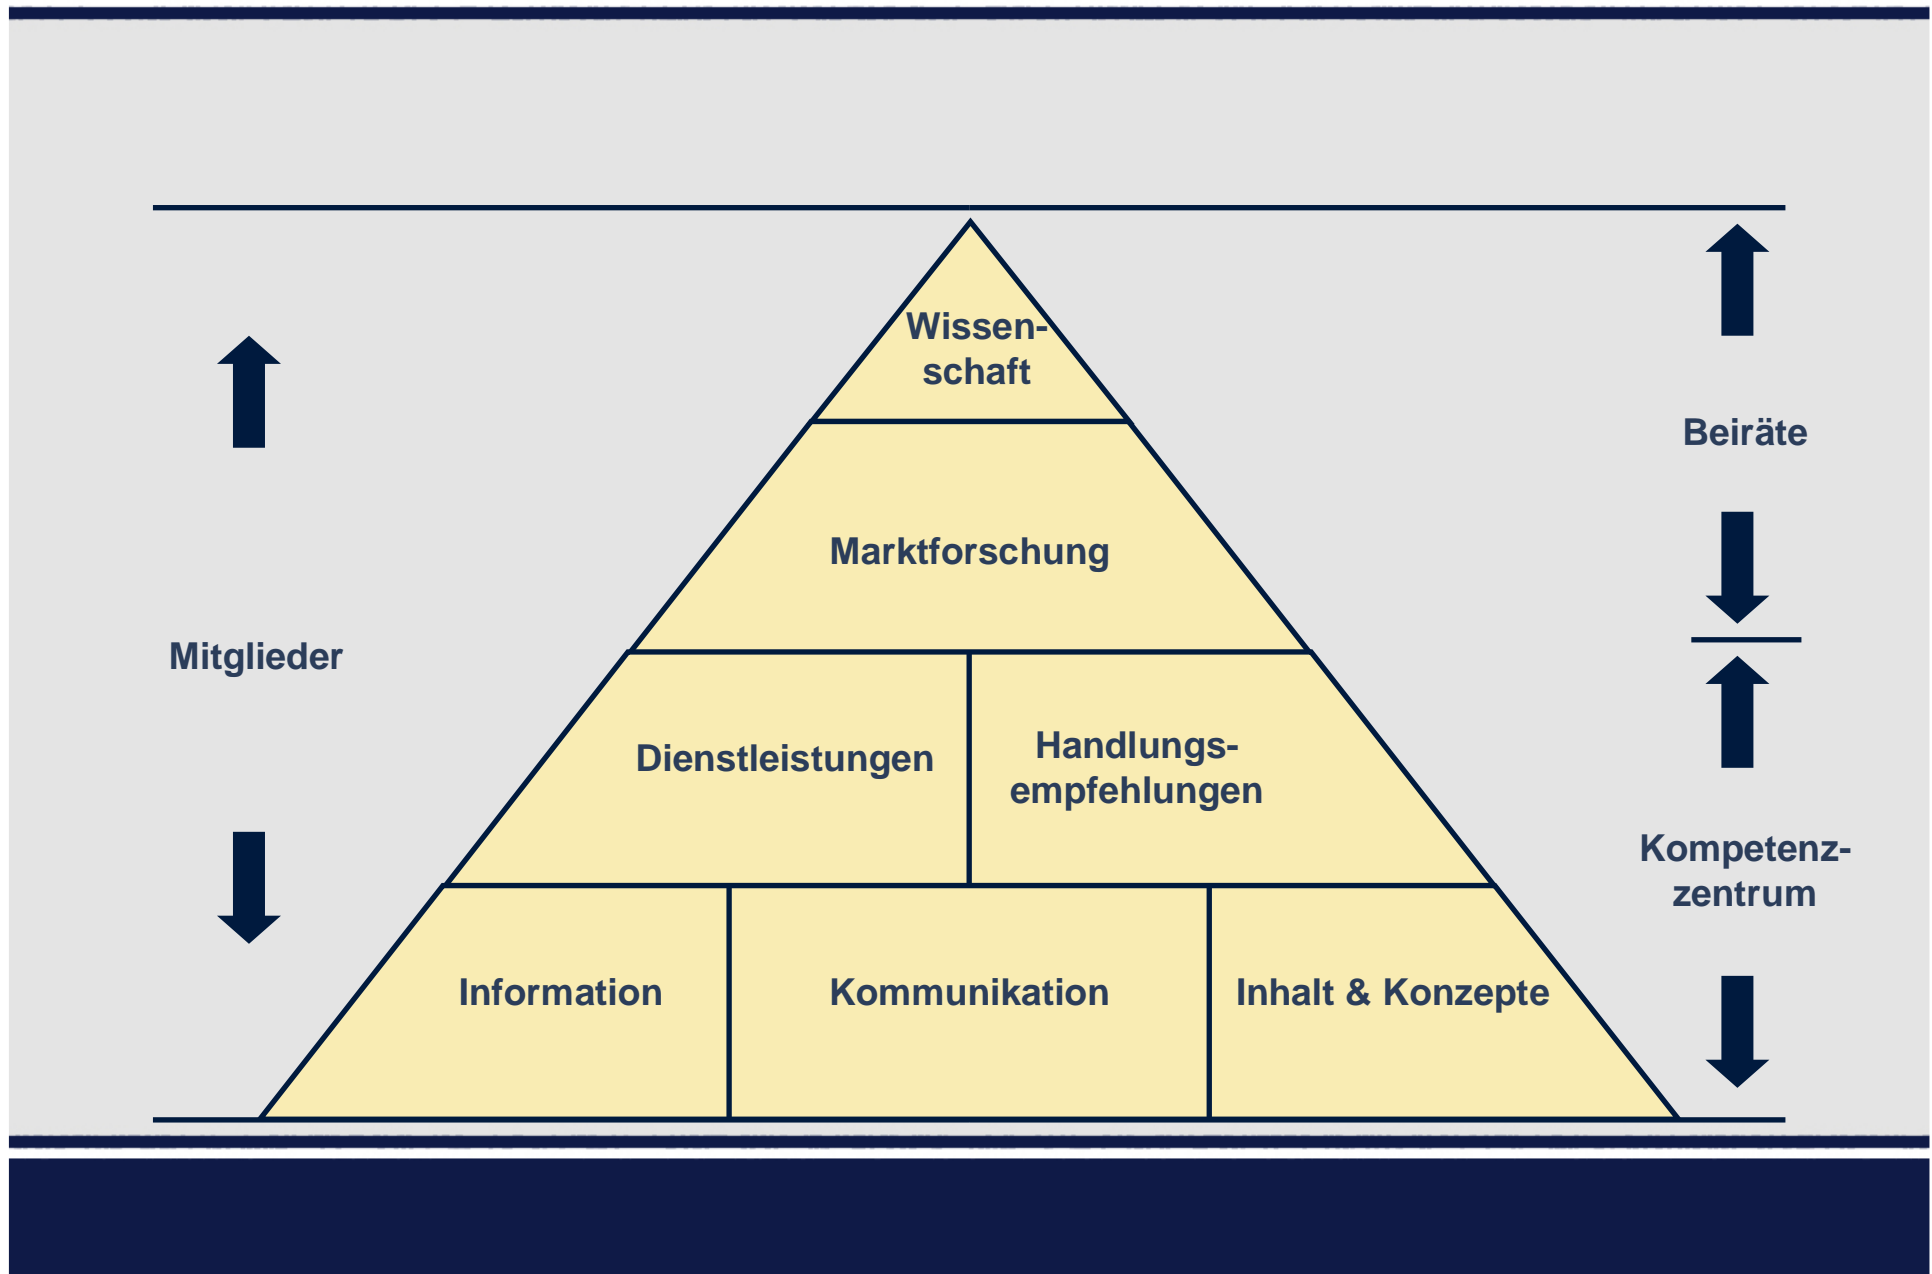 Wissen-
schaft
Beiräte
Marktforschung
Mitglieder
Dienstleistungen
Handlungs-
empfehlungen
Kompetenz-
zentrum
Information
Kommunikation
Inhalt & Konzepte